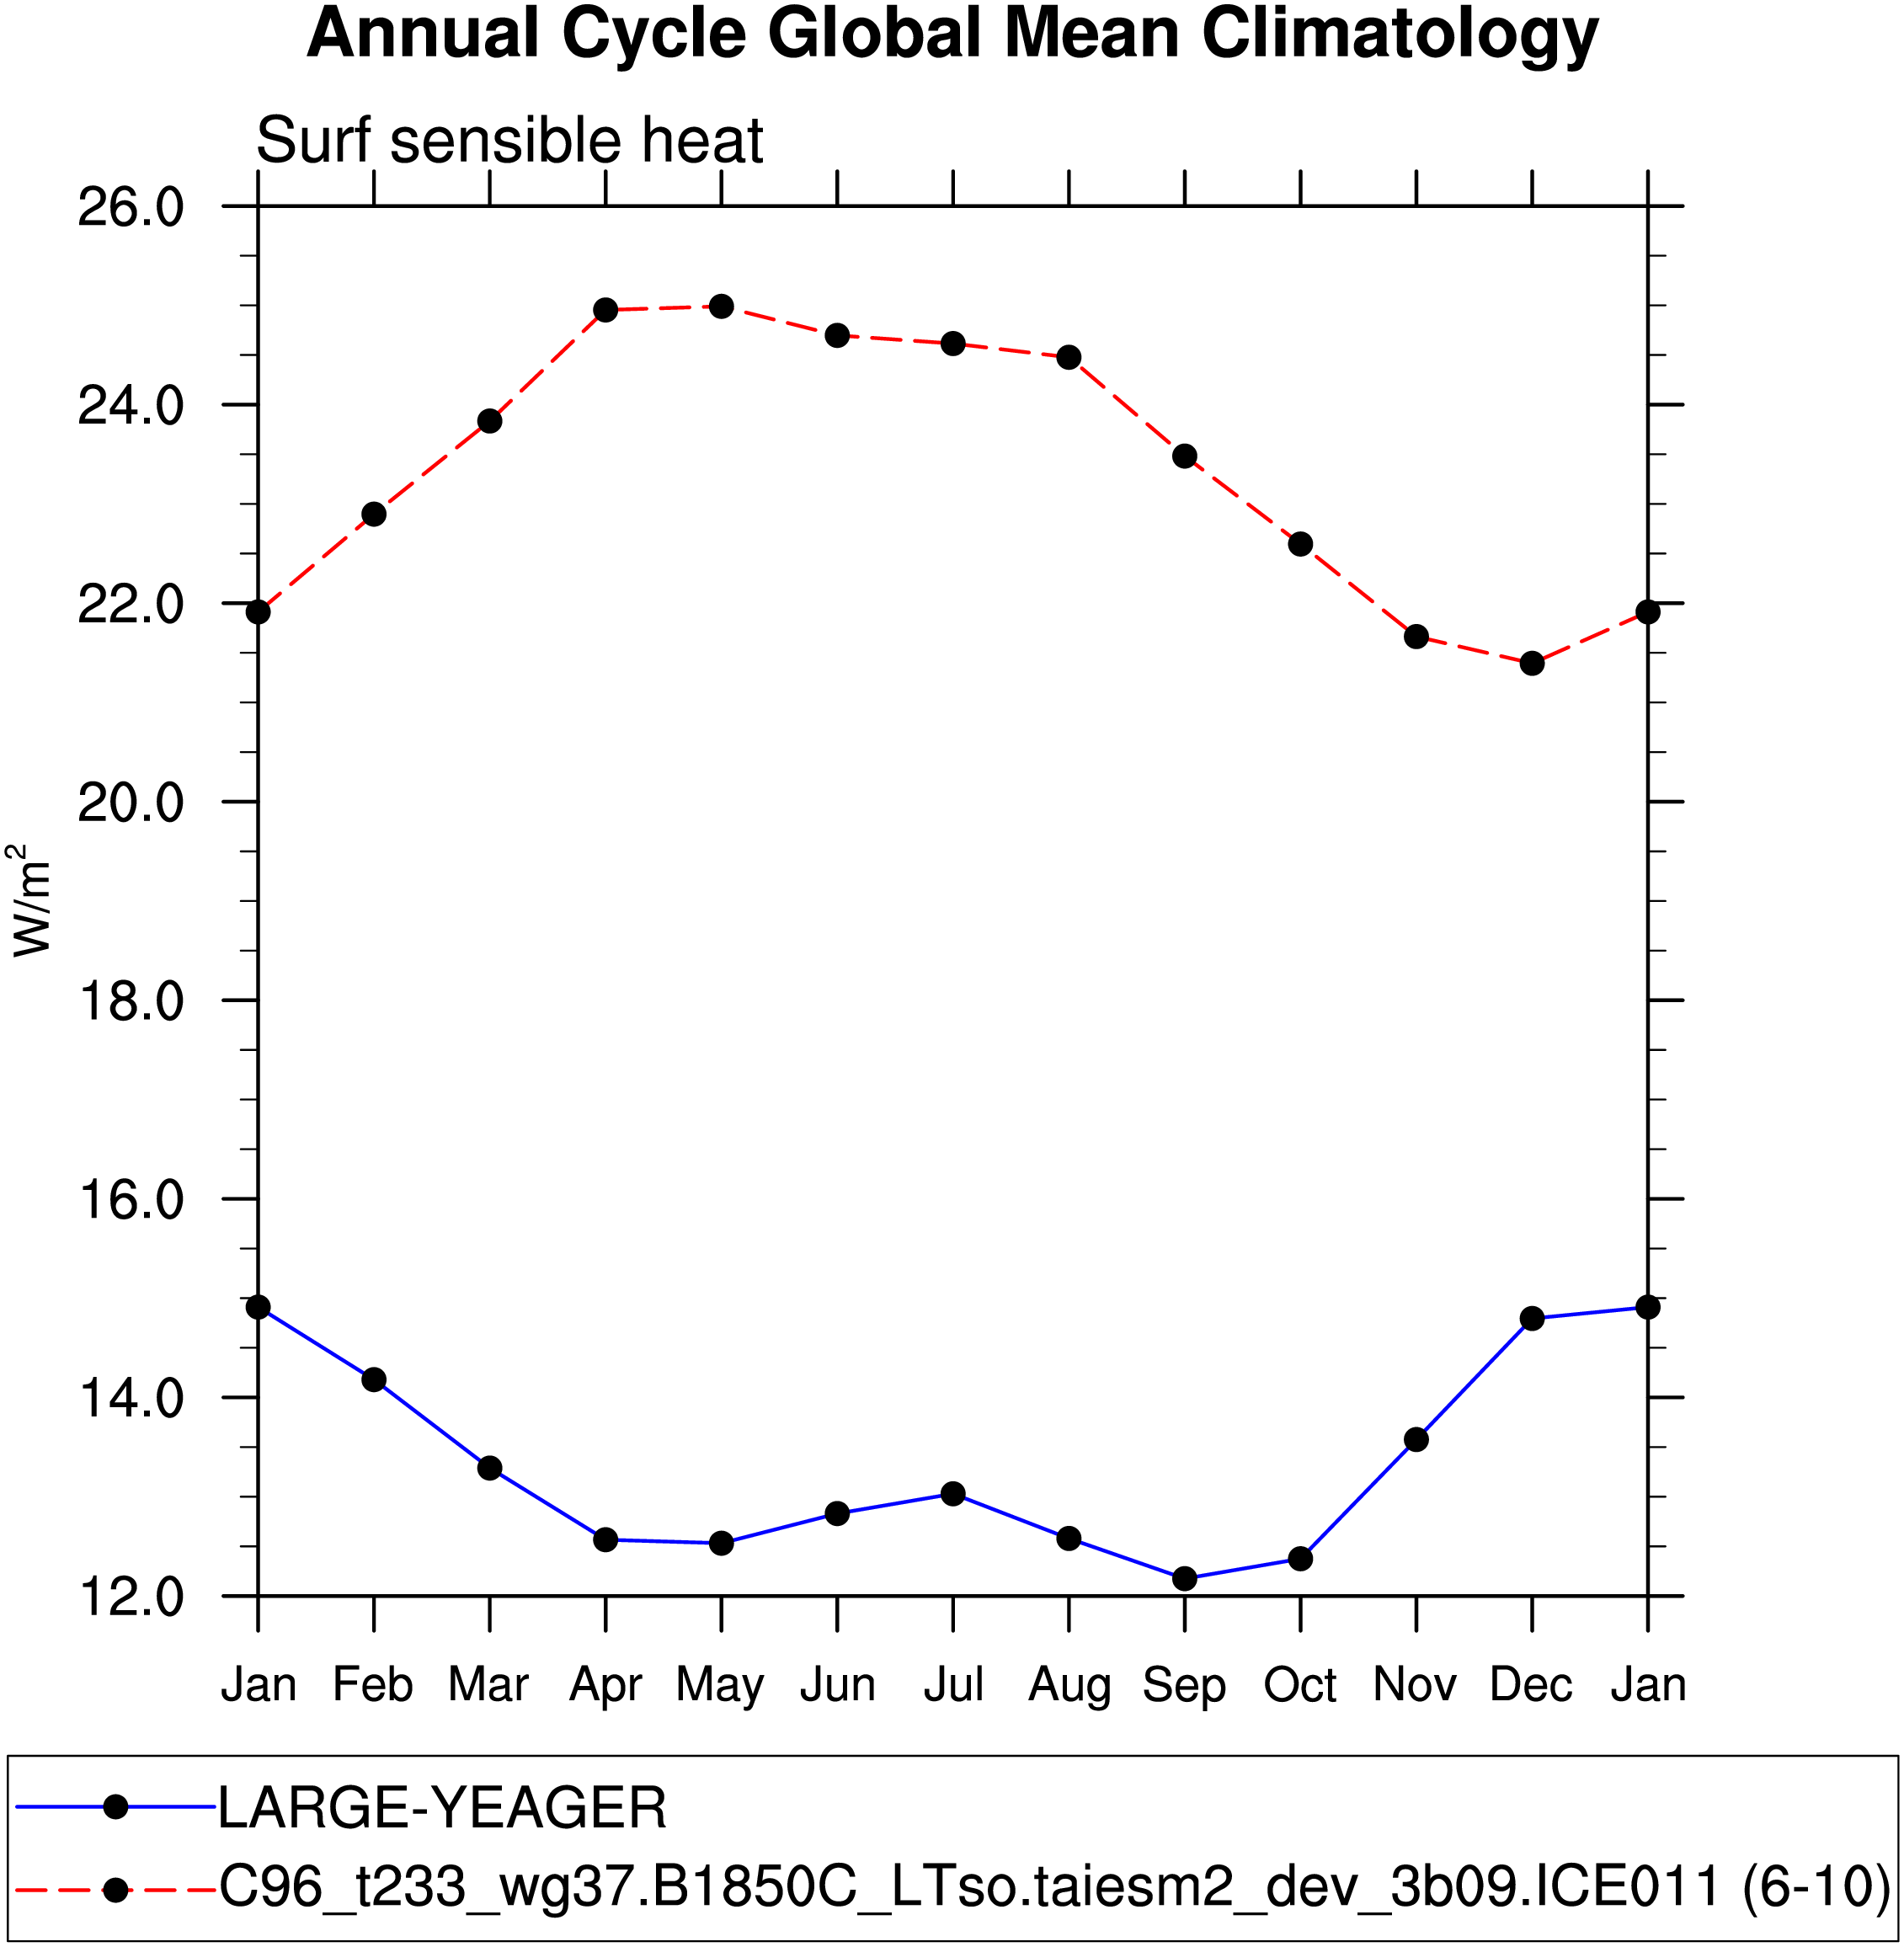 Annual Cycle Global Mean Climatology
Surf sensible heat
26.0
24.0
22.0
20.0
18.0
16.0
14.0
12.0
W/m²
Jan Feb Mar Apr May Jun Jul Aug Sep Oct Nov Dec Jan
LARGE-YEAGER
C96_t233_wg37.B1850C_LTso.taiesm2_dev_3b09.ICE011 (6-10)